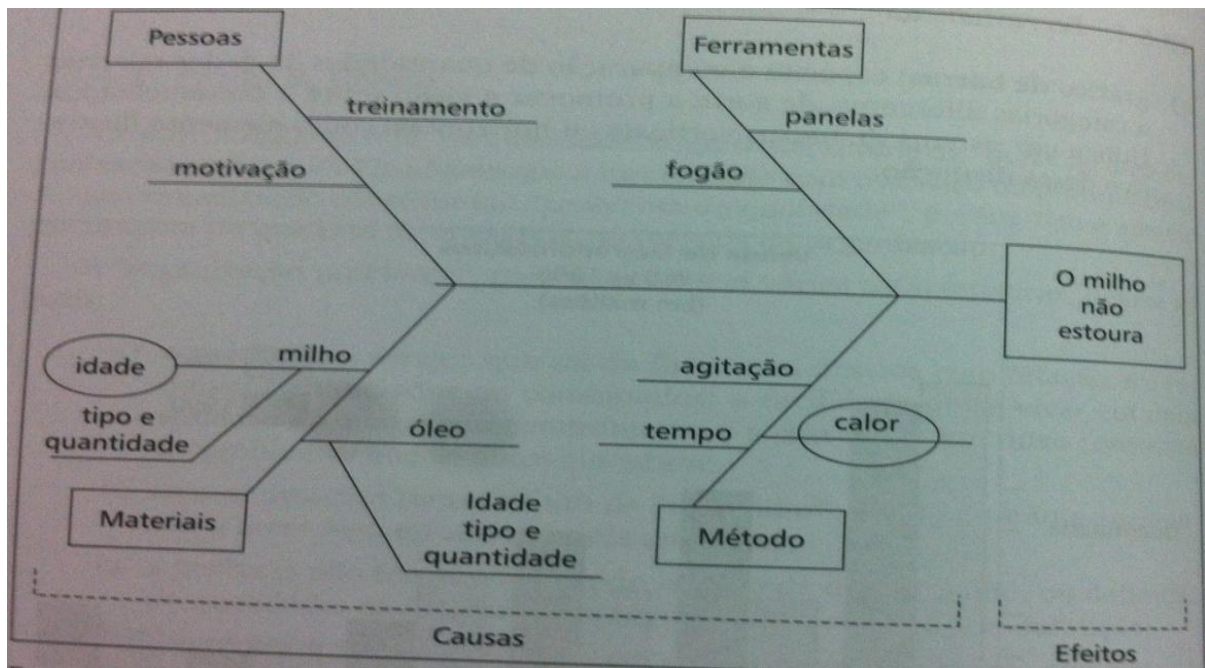 Pessoas
Ferramentas
treinamento
panelas
motivação
fogão
O milho
não
estoura
idade
milho
agitação
tipo e
quantidade
óleo
tempo
calor
Materiais
Idade
tipo e
quantidade
Método
Causas
Efeitos